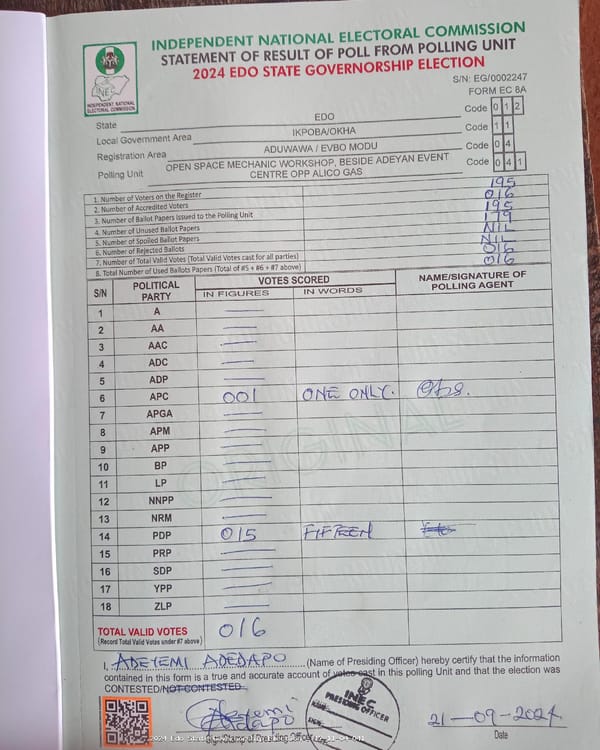 INDEPENDENT NATIONAL ELECTORAL COMMISSION
STATEMENT OF RESULT OF POLL FROM POLLING UNIT
2024 EDO STATE GOVERNORSHIP ELECTION
INEC
INDEPENDENT NATIONAL
ELECTORAL COMMISSION
S/N: EG/0002247
FORM EC 8A
State EDO Code 0 1 2
Local Government Area IKPOBA/OKHA Code 1 1
Registration Area ADUWAWA / EVBO MODU Code 0 4
Polling Unit OPEN SPACE MECHANIC WORKSHOP, BESIDE ADEYAN EVENT CENTRE OPP ALICO GAS Code 0 4 1
1. Number of Voters on the Register 195
2. Number of Accredited Voters 016
3. Number of Ballot Papers Issued to the Polling Unit 195
4. Number of Unused Ballot Papers 179
5. Number of Spoiled Ballot Papers NIL
6. Number of Rejected Ballots NIL
7. Number of Total Valid Votes (Total Valid Votes cast for all parties) 016
8. Total Number of Used Ballots Papers (Total of #5 + #6 + #7 above) 016
S/N POLITICAL PARTY VOTES SCORED NAME/SIGNATURE OF POLLING AGENT
IN FIGURES IN WORDS
1 A
2 AA
3 AAC
4 ADC
5 ADP
6 APC 001 ONE ONLY.
7 APGA
8 APM
9 APP
10 BP
11 LP
12 NNPP
13 NRM
14 PDP 015 FIFTEEN
15 PRP
16 SDP
17 YPP
18 ZLP
ORIGINAL
TOTAL VALID VOTES 016
(Record Total Valid Votes under #7 above)
I, ADEYEMI ADEDAPO (Name of Presiding Officer) hereby certify that the information
contained in this form is a true and accurate account of votes cast in this polling Unit and that the election was
CONTESTED/NOT CONTESTED.
Adeyemi
Adedapo
INEC
PRESIDING OFFICER
21-09-2024
Sign/Stamp of Presiding Officer
Date